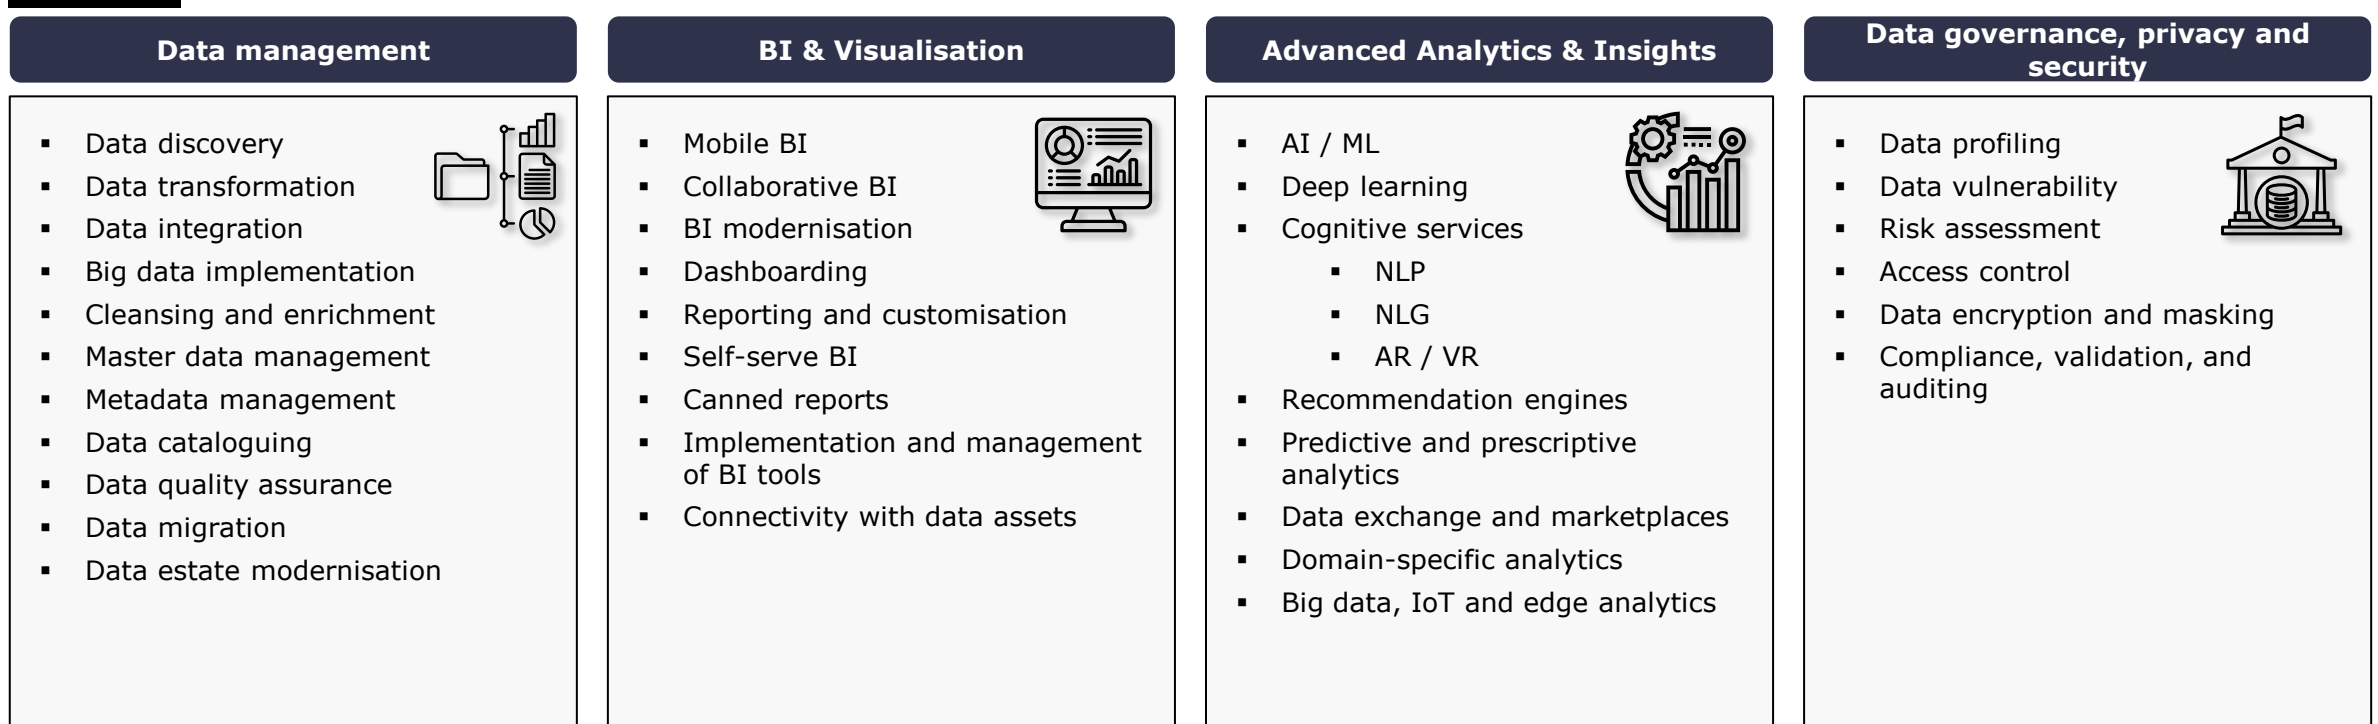 Data management
Data discovery
Data transformation
Data integration
Big data implementation
Cleansing and enrichment
Master data management
Metadata management
Data cataloguing
Data quality assurance
Data migration
Data estate modernisation
BI & Visualisation
Mobile BI
Collaborative BI
BI modernisation
Dashboarding
Reporting and customisation
Self-serve BI
Canned reports
Implementation and management
of BI tools
Connectivity with data assets
Advanced Analytics & Insights
AI / ML
Deep learning
Cognitive services
NLP
NLG
AR / VR
Recommendation engines
Predictive and prescriptive
analytics
Data exchange and marketplaces
Domain-specific analytics
Big data, IoT and edge analytics
Data governance, privacy and
security
Data profiling
Data vulnerability
Risk assessment
Access control
Data encryption and masking
Compliance, validation, and
auditing